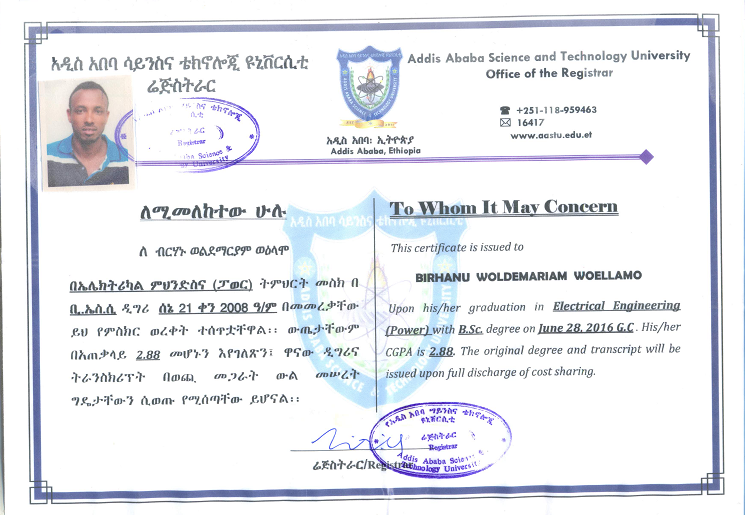 አዲስ አበባ ሳይንስና ቴክኖሎጂ ዩኒቨርሲቲ
ሬጅስትራር
Addis Ababa Science and Technology University
Office of the Registrar
+251-118-959463
16417
www.aastu.edu.et
አዲስ አበባ፡ ኢትዮጵያ
Addis Ababa, Ethiopia
Registrar
ለሚመለከተው ሁሉ
ለ ብርሃኑ ወልደማርያም ወዕላሞ
በኤሌክትሪካል ምህንድስና (ፓወር) ትምህርት መስክ በ
ቢ.ኤስ.ሲ ዲግሪ ሰኔ 21 ቀን 2008 ዓ/ም በመመረቃቸው
ይህ የምስክር ወረቀት ተሰጥቷቸዋል፡፡ ውጤታቸውም
በአጠቃላይ 2.88 መሆኑን እየገለጽን፤ ዋናው ዲግሪና
ትራንስክሪፕት በወጪ መጋራት ውል መሠረት
ግዴታቸውን ሲወጡ የሚሰጣቸው ይሆናል፡፡
To Whom It May Concern
This certificate is issued to
BIRHANU WOLDEMARIAM WOELLAMO
Upon his/her graduation in Electrical Engineering
(Power) with B.Sc. degree on June 28, 2016 G.C . His/her
CGPA is 2.88. The original degree and transcript will be
issued upon full discharge of cost sharing.
ሬጅስትራር/Registrar
ዩኒቨርሲቲ
ሬጅስትራር
Registrar
Addis Ababa Science &
Technology University